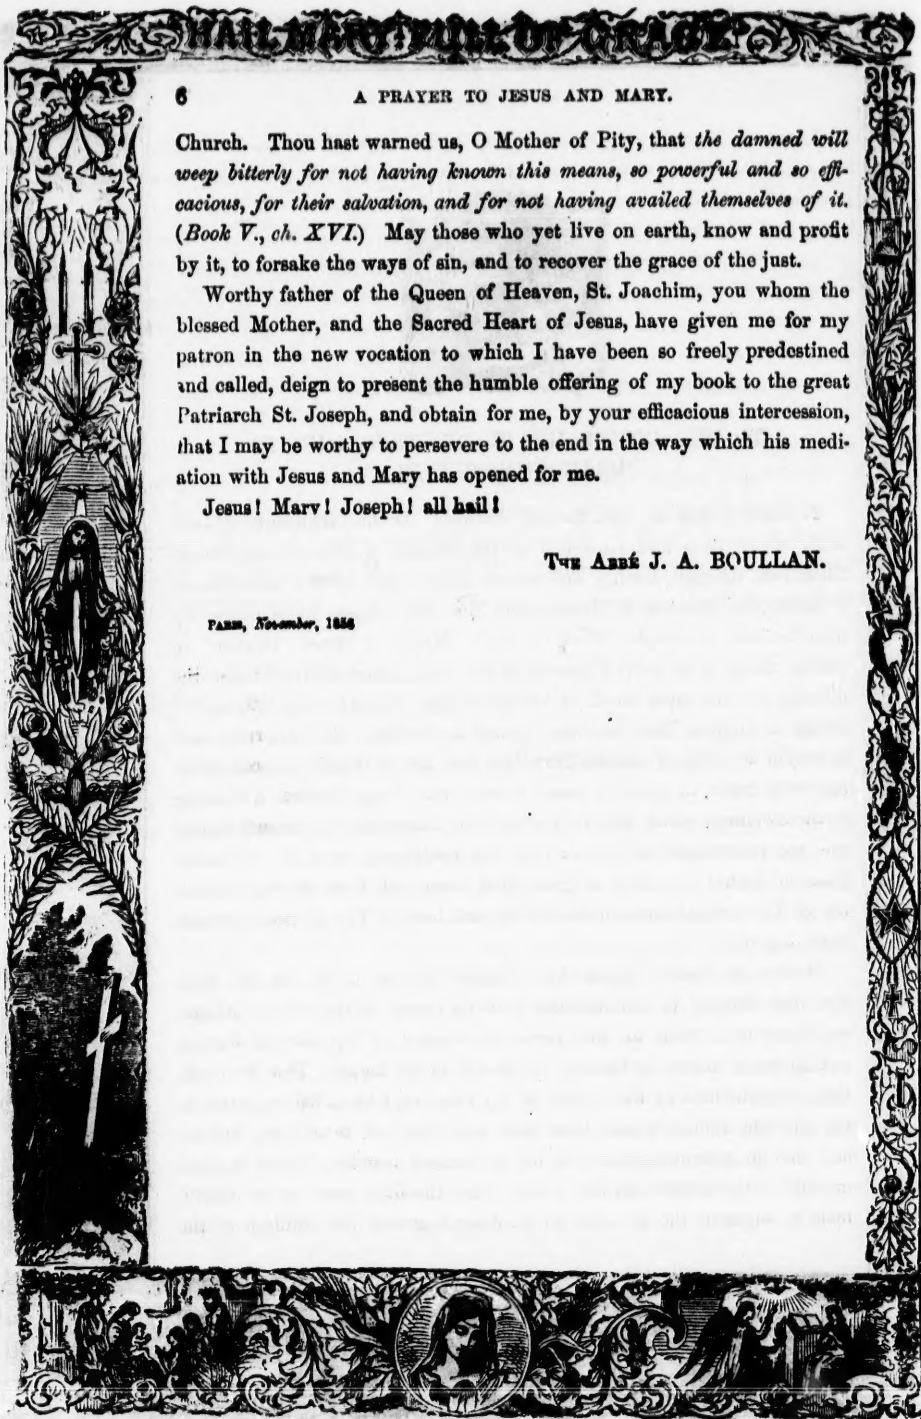 HAIL MARY! FULL OF GRACE
6 A PRAYER TO JESUS AND MARY.
Church. Thou hast warned us, O Mother of Pity, that the damned will
weep bitterly for not having known this means, so powerful and so effi-
cacious, for their salvation, and for not having availed themselves of it.
(Book V., ch. XVI.) May those who yet live on earth, know and profit
by it, to forsake the ways of sin, and to recover the grace of the just.
Worthy father of the Queen of Heaven, St. Joachim, you whom the
blessed Mother, and the Sacred Heart of Jesus, have given me for my
patron in the new vocation to which I have been so freely predestined
and called, deign to present the humble offering of my book to the great
Patriarch St. Joseph, and obtain for me, by your efficacious intercession,
that I may be worthy to persevere to the end in the way which his medi-
ation with Jesus and Mary has opened for me.
Jesus! Mary! Joseph! all hail!
THE ABBÉ J. A. BOULLAN.
PARIS, November,